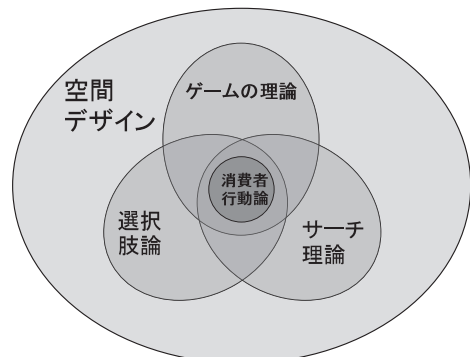 空間
デザイン
ゲームの理論
消費者
行動論
選択
肢論
サーチ
理論